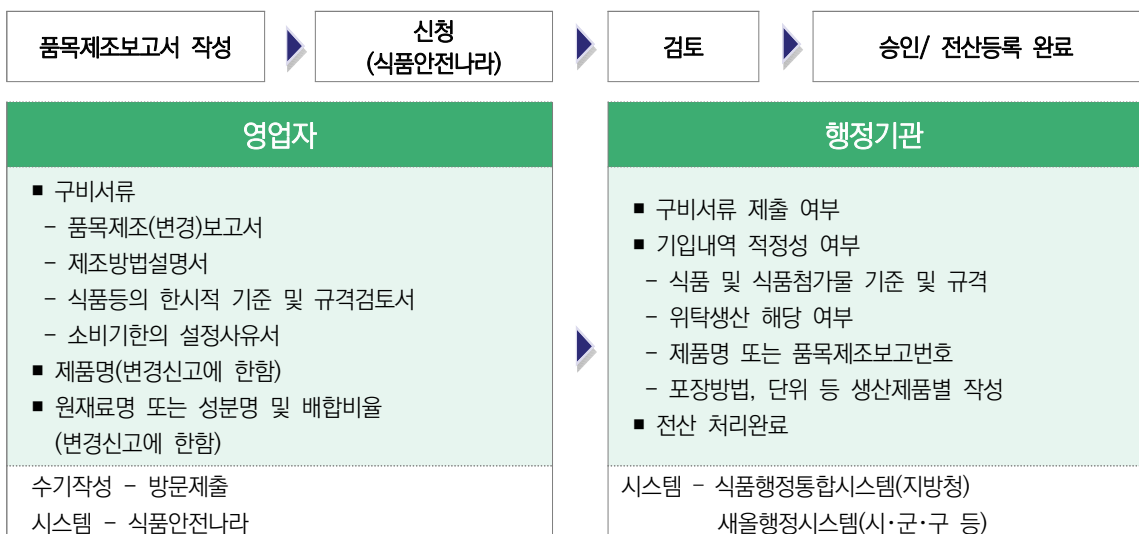 품목제조보고서 작성
신청
(식품안전나라)
검토
승인/ 전산등록 완료
영업자
■ 구비서류
- 품목제조(변경)보고서
- 제조방법설명서
- 식품등의 한시적 기준 및 규격검토서
- 소비기한의 설정사유서
■ 제품명(변경신고에 한함)
■ 원재료명 또는 성분명 및 배합비율
(변경신고에 한함)
수기작성 - 방문제출
시스템 - 식품안전나라
행정기관
■ 구비서류 제출 여부
■ 기입내역 적정성 여부
- 식품 및 식품첨가물 기준 및 규격
- 위탁생산 해당 여부
- 제품명 또는 품목제조보고번호
- 포장방법, 단위 등 생산제품별 작성
■ 전산 처리완료
시스템 - 식품행정통합시스템(지방청)
새올행정시스템(시·군·구 등)